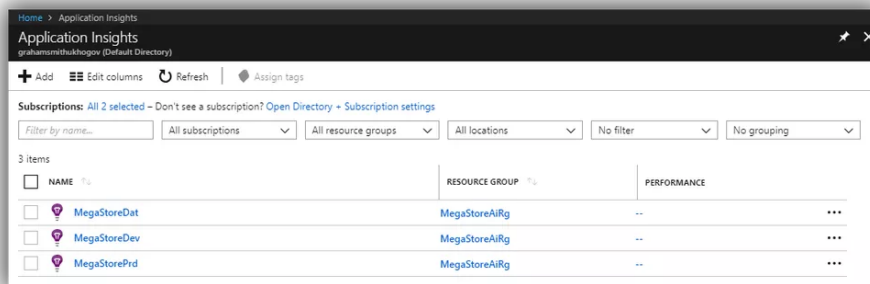 Home > Application Insights
Application Insights
grahamsmithukhogov (Default Directory)
Add Edit columns Refresh Assign tags
Subscriptions: All 2 selected – Don't see a subscription? Open Directory + Subscription settings
Filter by name... All subscriptions All resource groups All locations No filter No grouping
3 items
NAME RESOURCE GROUP PERFORMANCE
MegaStoreDat MegaStoreAiRg -- ...
MegaStoreDev MegaStoreAiRg -- ...
MegaStorePrd MegaStoreAiRg -- ...